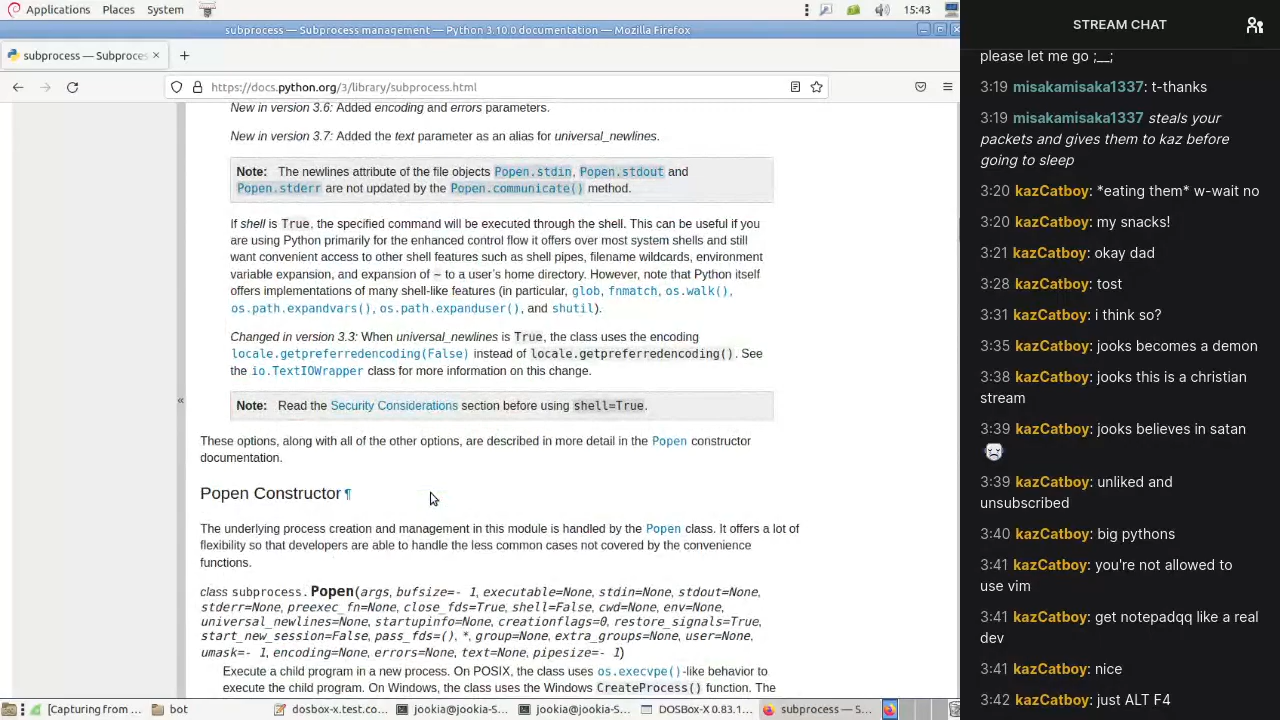 Applications Places System 15:43
subprocess — Subprocess management — Python 3.10.0 documentation — Mozilla Firefox
subprocess — Subproces
https://docs.python.org/3/library/subprocess.html
New in version 3.6: Added encoding and errors parameters.
New in version 3.7: Added the text parameter as an alias for universal_newlines.
Note: The newlines attribute of the file objects Popen.stdin, Popen.stdout and
Popen.stderr are not updated by the Popen.communicate() method.
If shell is True, the specified command will be executed through the shell. This can be useful if you
are using Python primarily for the enhanced control flow it offers over most system shells and still
want convenient access to other shell features such as shell pipes, filename wildcards, environment
variable expansion, and expansion of ~ to a user's home directory. However, note that Python itself
offers implementations of many shell-like features (in particular, glob, fnmatch, os.walk(),
os.path.expandvars(), os.path.expanduser(), and shutil).
Changed in version 3.3: When universal_newlines is True, the class uses the encoding
locale.getpreferredencoding(False) instead of locale.getpreferredencoding(). See
the io.TextIOWrapper class for more information on this change.
«
Note: Read the Security Considerations section before using shell=True.
These options, along with all of the other options, are described in more detail in the Popen constructor
documentation.
Popen Constructor ¶
The underlying process creation and management in this module is handled by the Popen class. It offers a lot of
flexibility so that developers are able to handle the less common cases not covered by the convenience
functions.
class subprocess.Popen(args, bufsize=- 1, executable=None, stdin=None, stdout=None,
stderr=None, preexec_fn=None, close_fds=True, shell=False, cwd=None, env=None,
universal_newlines=None, startupinfo=None, creationflags=0, restore_signals=True,
start_new_session=False, pass_fds=(), *, group=None, extra_groups=None, user=None,
umask=- 1, encoding=None, errors=None, text=None, pipesize=- 1)
Execute a child program in a new process. On POSIX, the class uses os.execvpe()-like behavior to
execute the child program. On Windows, the class uses the Windows CreateProcess() function. The
[Capturing from ... bot dosbox-... jookia@jookia-S... jookia@jookia-S... DOSBox-X 0.83.1... subprocess — S...
STREAM CHAT
please let me go ;__;
3:19 misakamisaka1337: t-thanks
3:19 misakamisaka1337 steals your
packets and gives them to kaz before
going to sleep
3:20 kazCatboy: *eating them* w-wait no
3:20 kazCatboy: my snacks!
3:21 kazCatboy: okay dad
3:28 kazCatboy: tost
3:31 kazCatboy: i think so?
3:35 kazCatboy: jooks becomes a demon
3:38 kazCatboy: jooks this is a christian
stream
3:39 kazCatboy: jooks believes in satan
3:39 kazCatboy: unliked and
unsubscribed
3:40 kazCatboy: big pythons
3:41 kazCatboy: you're not allowed to
use vim
3:41 kazCatboy: get notepadqq like a real
dev
3:41 kazCatboy: nice
3:42 kazCatboy: just ALT F4